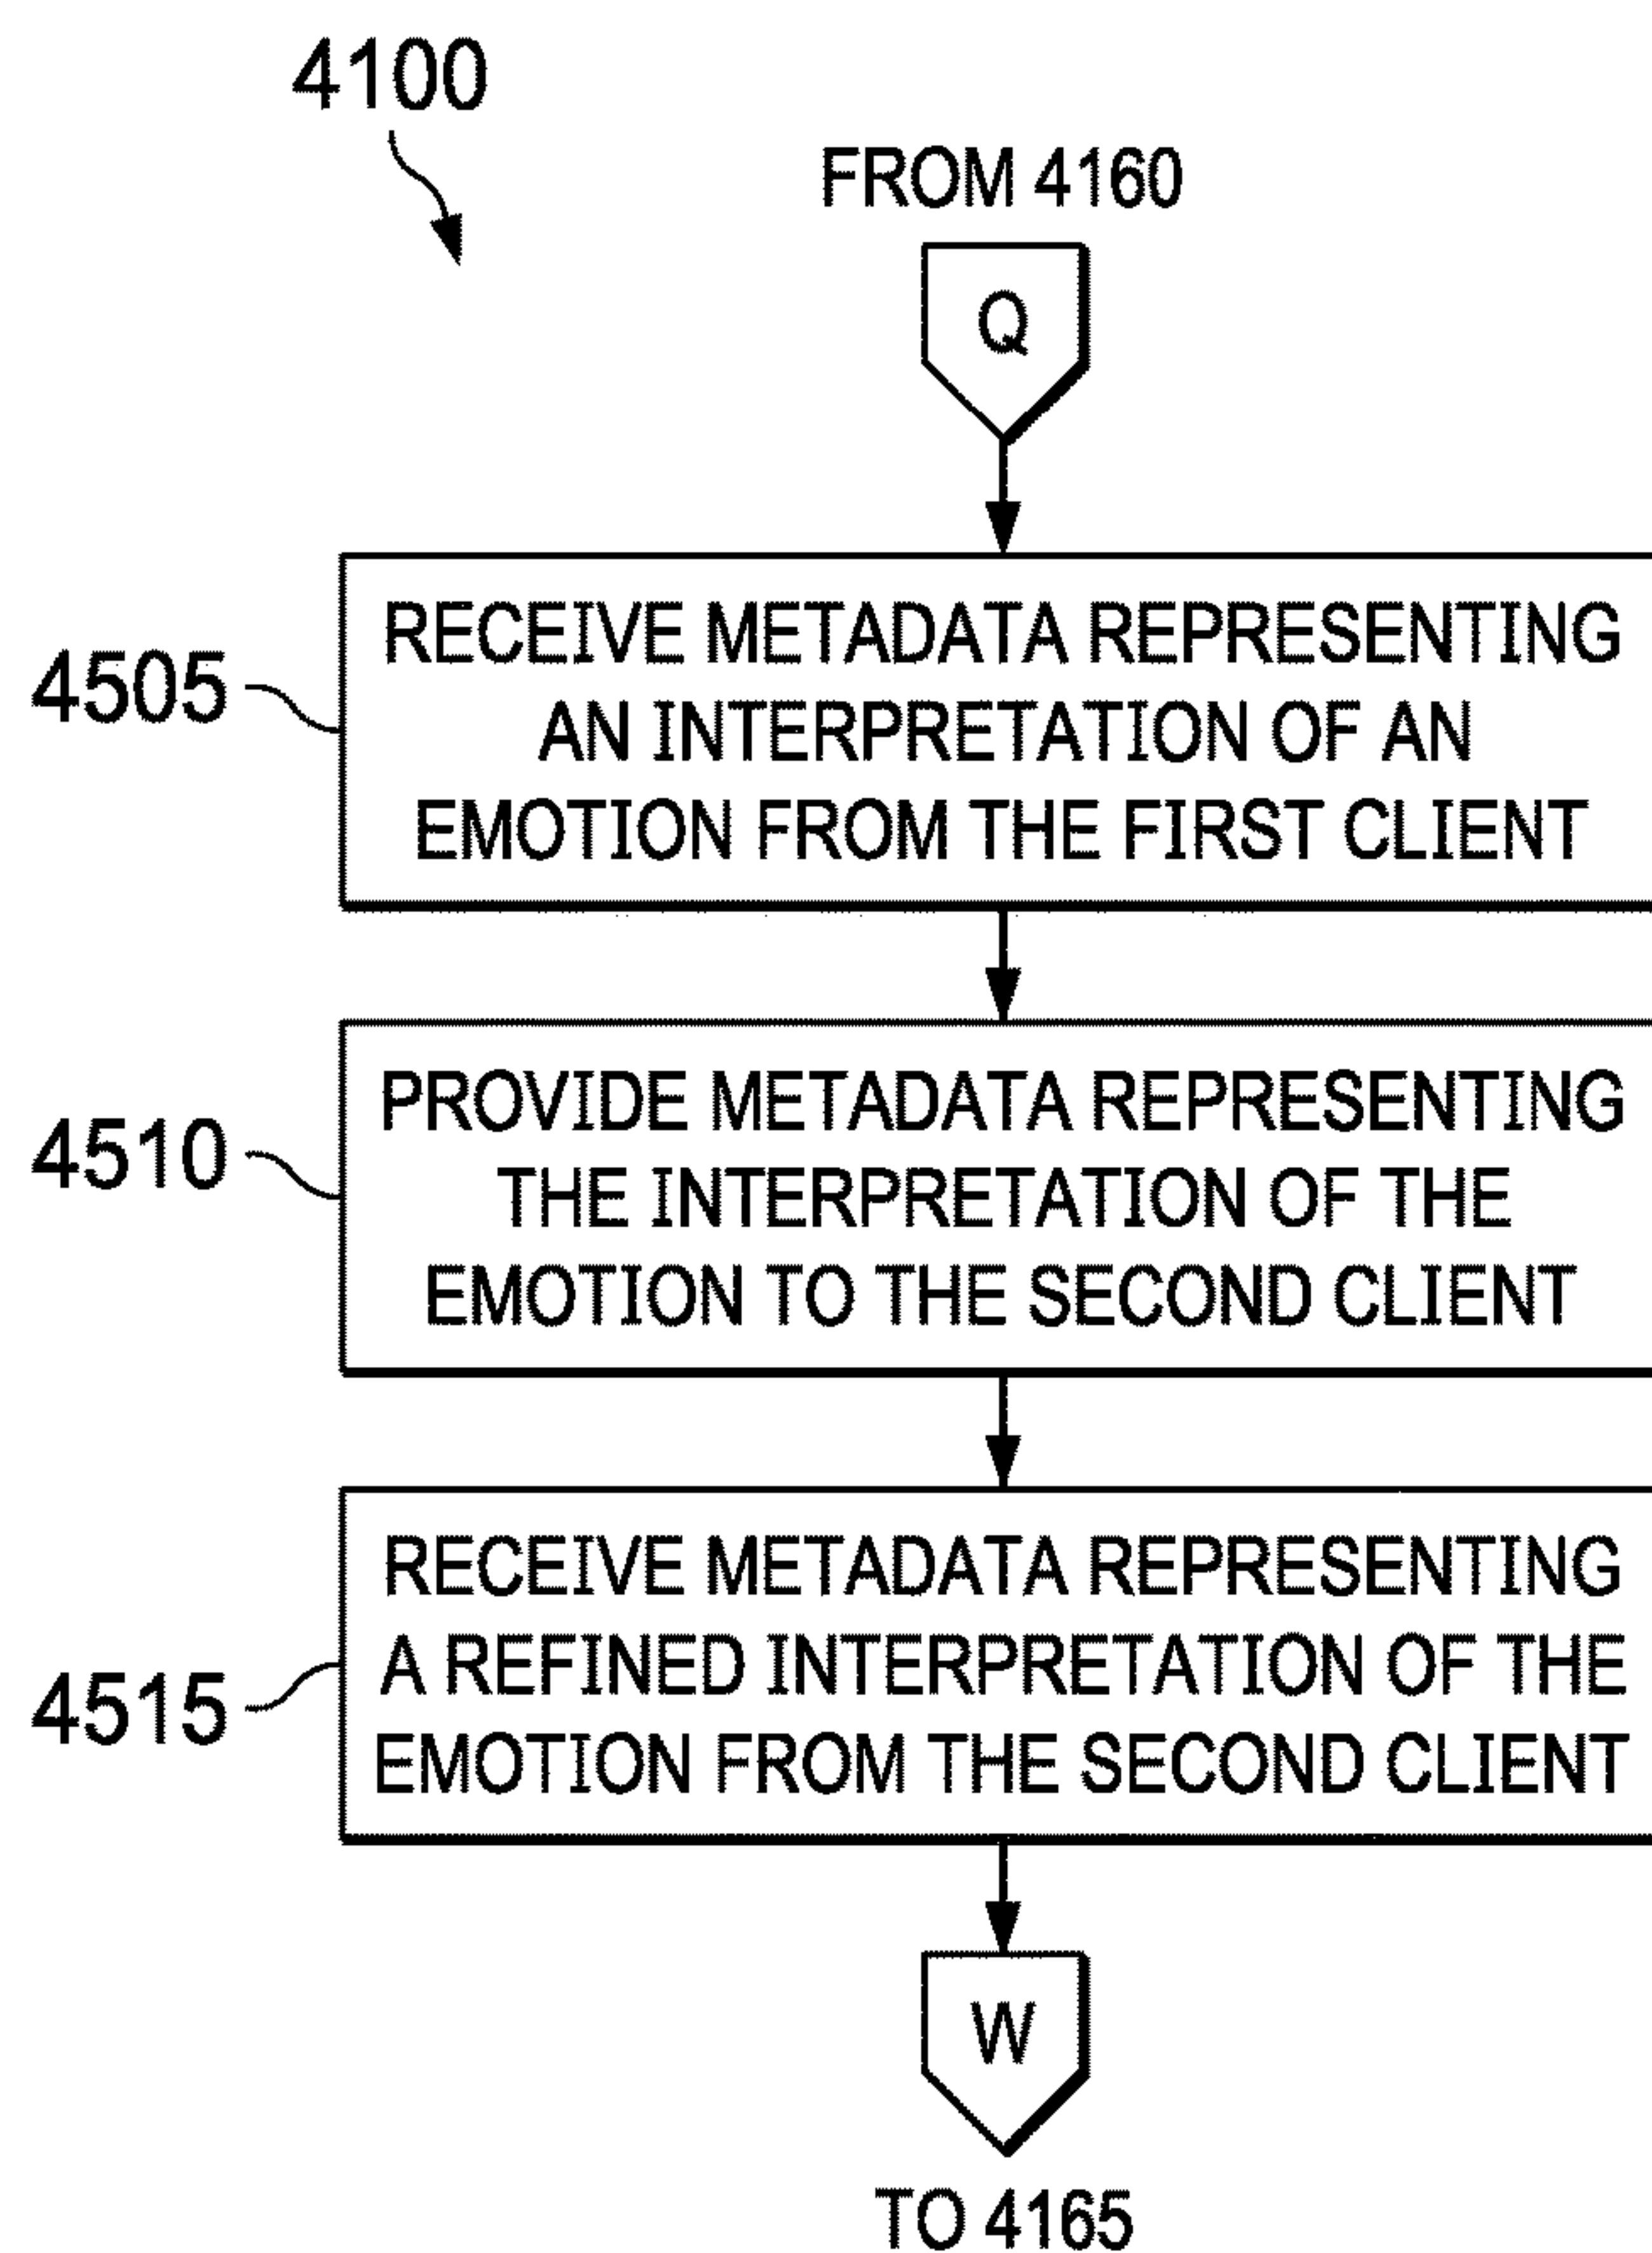 4100
FROM 4160
Q
4505
RECEIVE METADATA REPRESENTING
AN INTERPRETATION OF AN
EMOTION FROM THE FIRST CLIENT
4510
PROVIDE METADATA REPRESENTING
THE INTERPRETATION OF THE
EMOTION TO THE SECOND CLIENT
4515
RECEIVE METADATA REPRESENTING
A REFINED INTERPRETATION OF THE
EMOTION FROM THE SECOND CLIENT
W
TO 4165